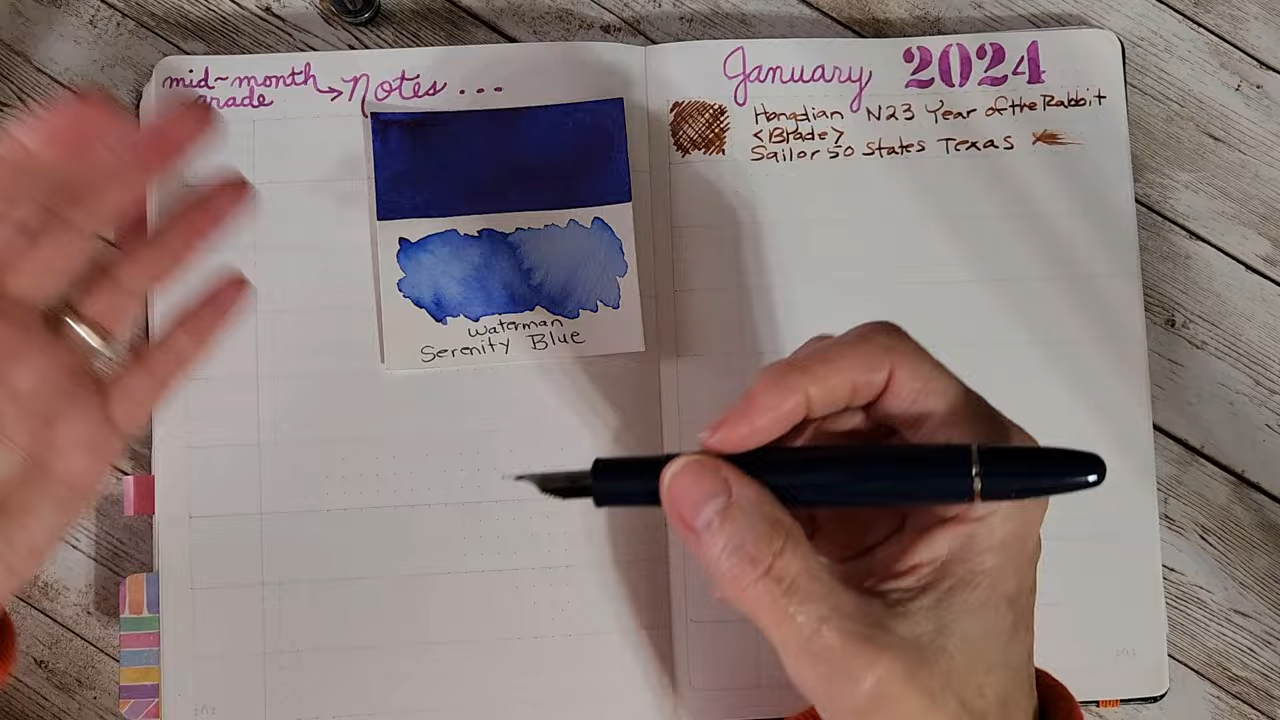 mid-month → Notes...
grade
Waterman
Serenity Blue
January 2024
Hongdian N23 Year of the Rabbit
<Blade>
Sailor 50 States Texas